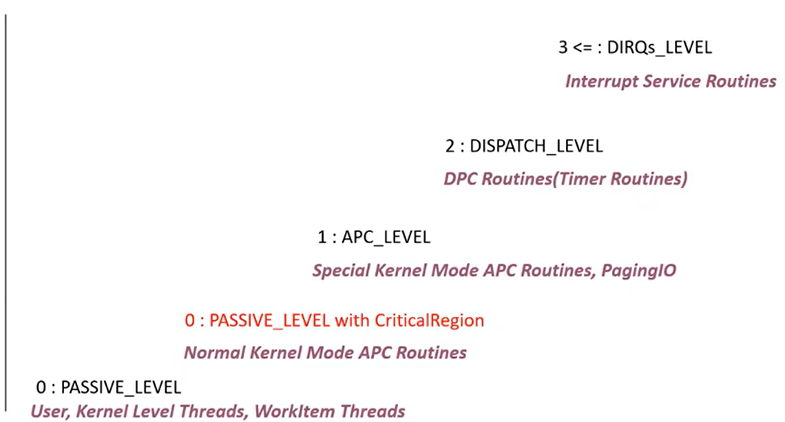 3 <= : DIRQs_LEVEL
Interrupt Service Routines
2 : DISPATCH_LEVEL
DPC Routines(Timer Routines)
1 : APC_LEVEL
Special Kernel Mode APC Routines, PagingIO
0 : PASSIVE_LEVEL with CriticalRegion
Normal Kernel Mode APC Routines
0 : PASSIVE_LEVEL
User, Kernel Level Threads, WorkItem Threads